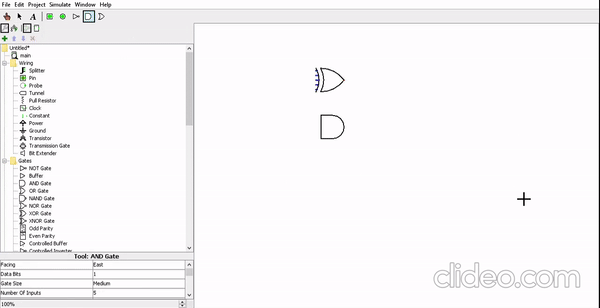 File Edit Project Simulate Window Help
A
Untitled*
main
Wiring
Splitter
Pin
Probe
Tunnel
Pull Resistor
Clock
Constant
Power
Ground
Transistor
Transmission Gate
Bit Extender
Gates
NOT Gate
Buffer
AND Gate
OR Gate
NAND Gate
NOR Gate
XOR Gate
XNOR Gate
Odd Parity
Even Parity
Controlled Buffer
Controlled Inverter
Tool: AND Gate
Facing East
Data Bits 1
Gate Size Medium
Number Of Inputs 5
100%
clideo.com